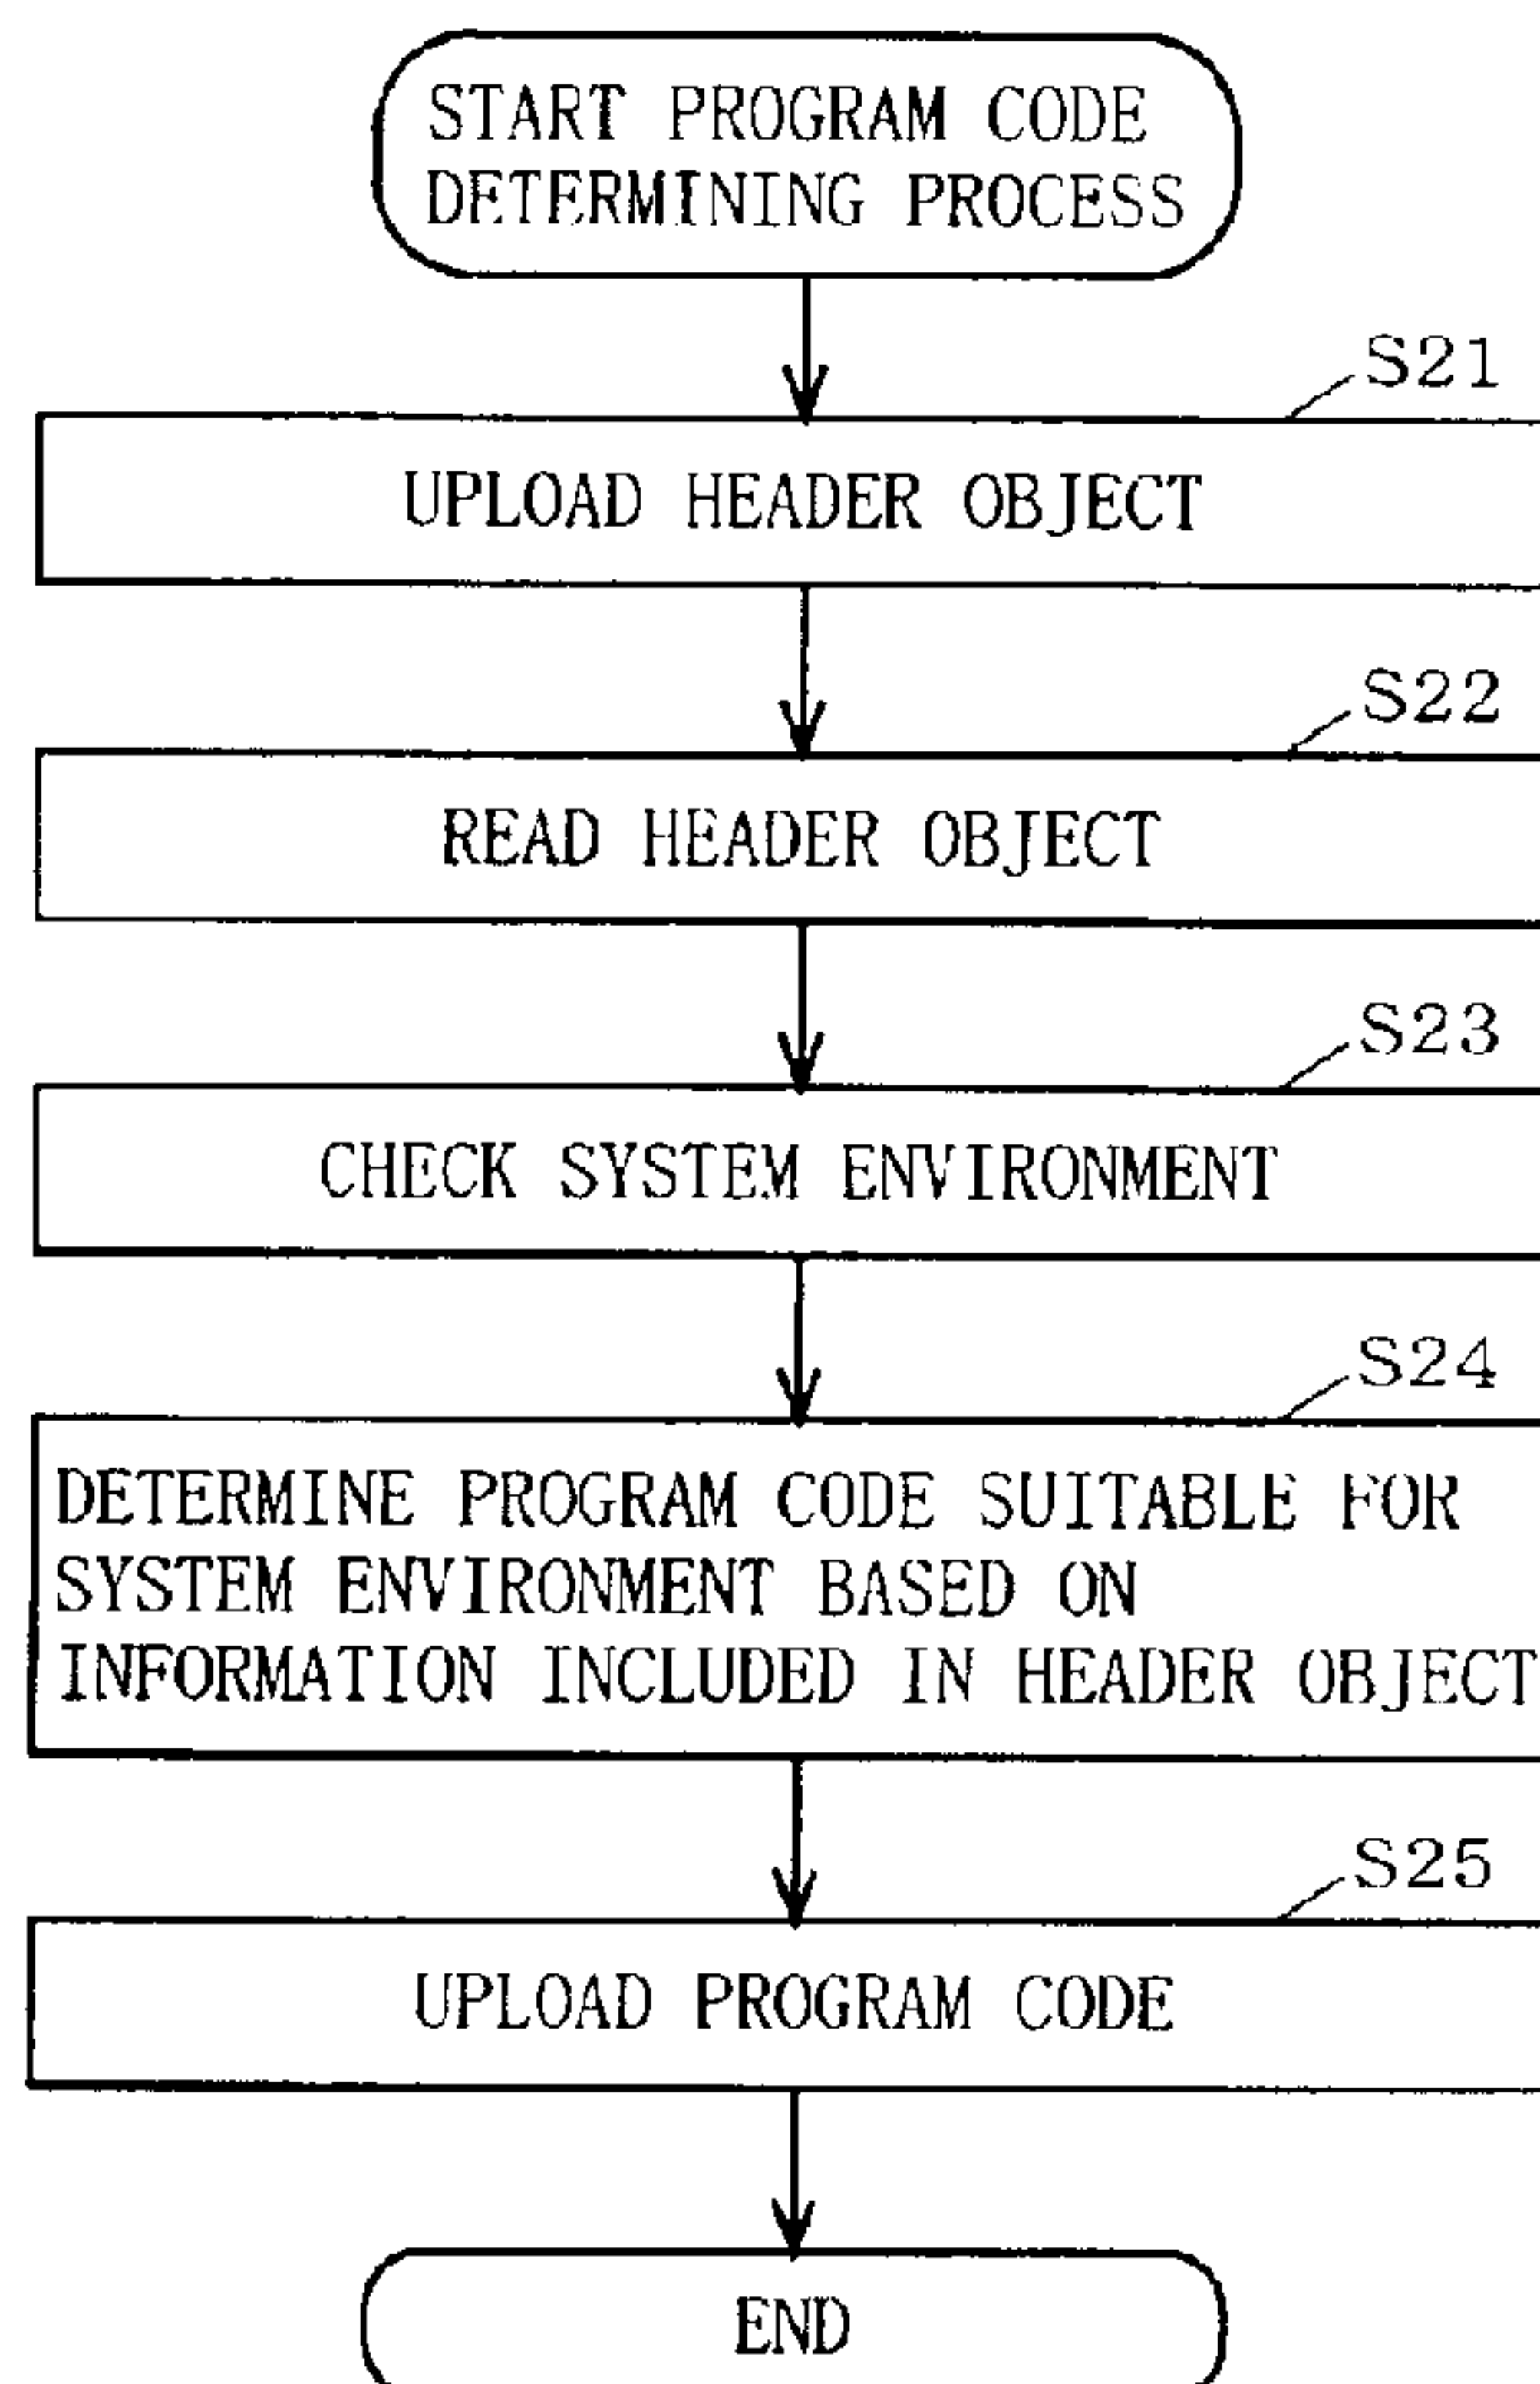 START PROGRAM CODE
DETERMINING PROCESS
S21
UPLOAD HEADER OBJECT
S22
READ HEADER OBJECT
S23
CHECK SYSTEM ENVIRONMENT
S24
DETERMINE PROGRAM CODE SUITABLE FOR
SYSTEM ENVIRONMENT BASED ON
INFORMATION INCLUDED IN HEADER OBJECT
S25
UPLOAD PROGRAM CODE
END